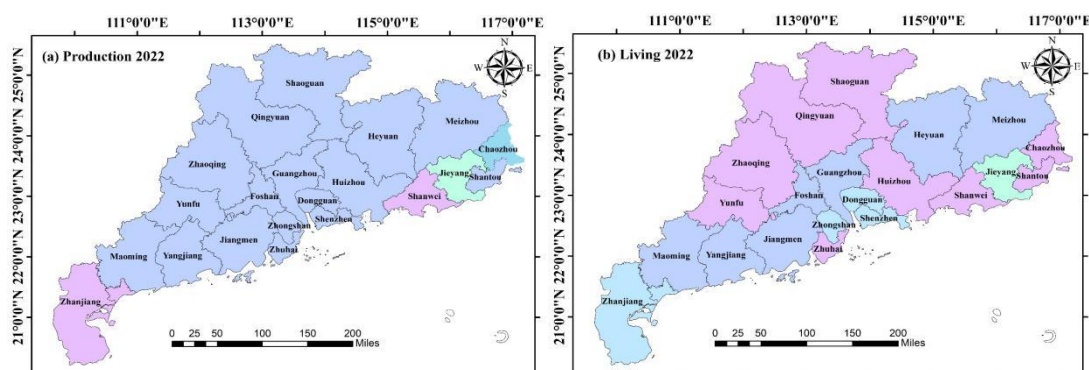 111°0'0"E 113°0'0"E 115°0'0"E 117°0'0"E
(a) Production 2022
N
W E
S
25°0'0"N
24°0'0"N
23°0'0"N
22°0'0"N
21°0'0"N
Shaoguan
Qingyuan
Meizhou
Heyuan
Chaozhou
Zhaoqing
Jieyang
Guangzhou
Shantou
Huizhou
Shanwei
Yunfu
Foshan
Dongguan
Shenzhen
Zhongshan
Jiangmen
Zhuhai
Maoming
Yangjiang
Zhanjiang
0 25 50 100 150 200
Miles
111°0'0"E 113°0'0"E 115°0'0"E 117°0'0"E
(b) Living 2022
N
W E
S
25°0'0"N
24°0'0"N
23°0'0"N
22°0'0"N
21°0'0"N
Shaoguan
Qingyuan
Meizhou
Heyuan
Chaozhou
Zhaoqing
Jieyang
Guangzhou
Shantou
Huizhou
Shanwei
Yunfu
Foshan
Dongguan
Shenzhen
Zhongshan
Jiangmen
Zhuhai
Maoming
Yangjiang
Zhanjiang
0 25 50 100 150 200
Miles